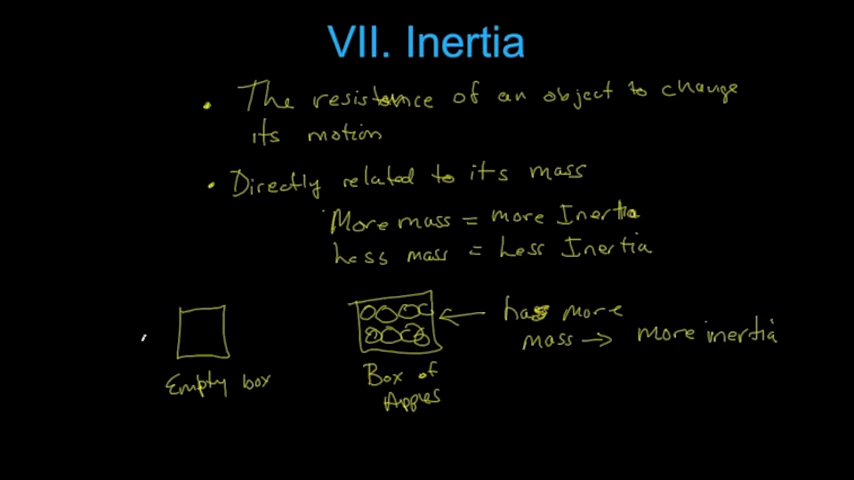 VII. Inertia
• The resistance of an object to change
its motion
• Directly related to its mass
More mass = more Inertia
Less mass = Less Inertia
has more
mass → more inertia
Empty box
Box of
Apples